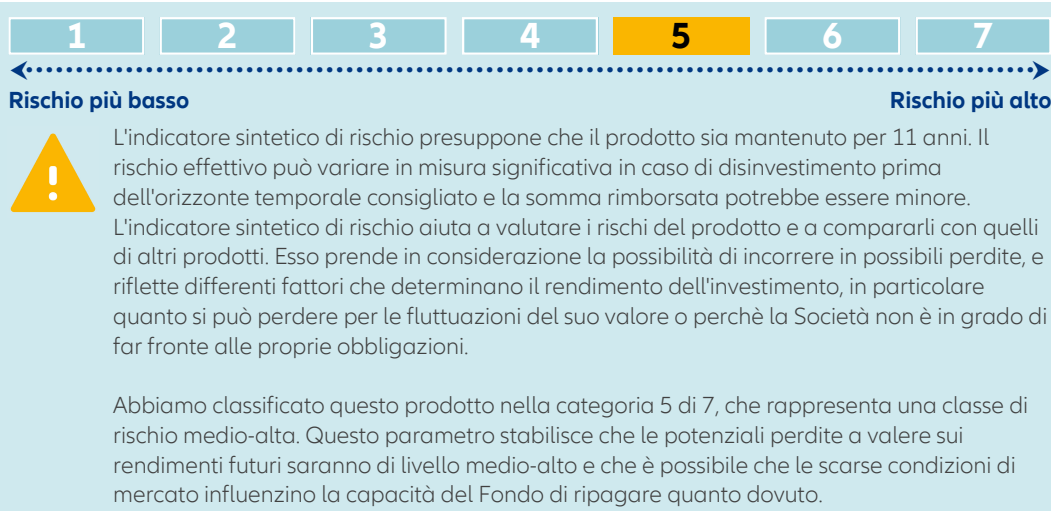 1 2 3 4 5 6 7
Rischio più basso Rischio più alto
L'indicatore sintetico di rischio presuppone che il prodotto sia mantenuto per 11 anni. Il
rischio effettivo può variare in misura significativa in caso di disinvestimento prima
dell'orizzonte temporale consigliato e la somma rimborsata potrebbe essere minore.
L'indicatore sintetico di rischio aiuta a valutare i rischi del prodotto e a compararli con quelli
di altri prodotti. Esso prende in considerazione la possibilità di incorrere in possibili perdite, e
riflette differenti fattori che determinano il rendimento dell'investimento, in particolare
quanto si può perdere per le fluttuazioni del suo valore o perchè la Società non è in grado di
far fronte alle proprie obbligazioni.
Abbiamo classificato questo prodotto nella categoria 5 di 7, che rappresenta una classe di
rischio medio-alta. Questo parametro stabilisce che le potenziali perdite a valere sui
rendimenti futuri saranno di livello medio-alto e che è possibile che le scarse condizioni di
mercato influenzino la capacità del Fondo di ripagare quanto dovuto.